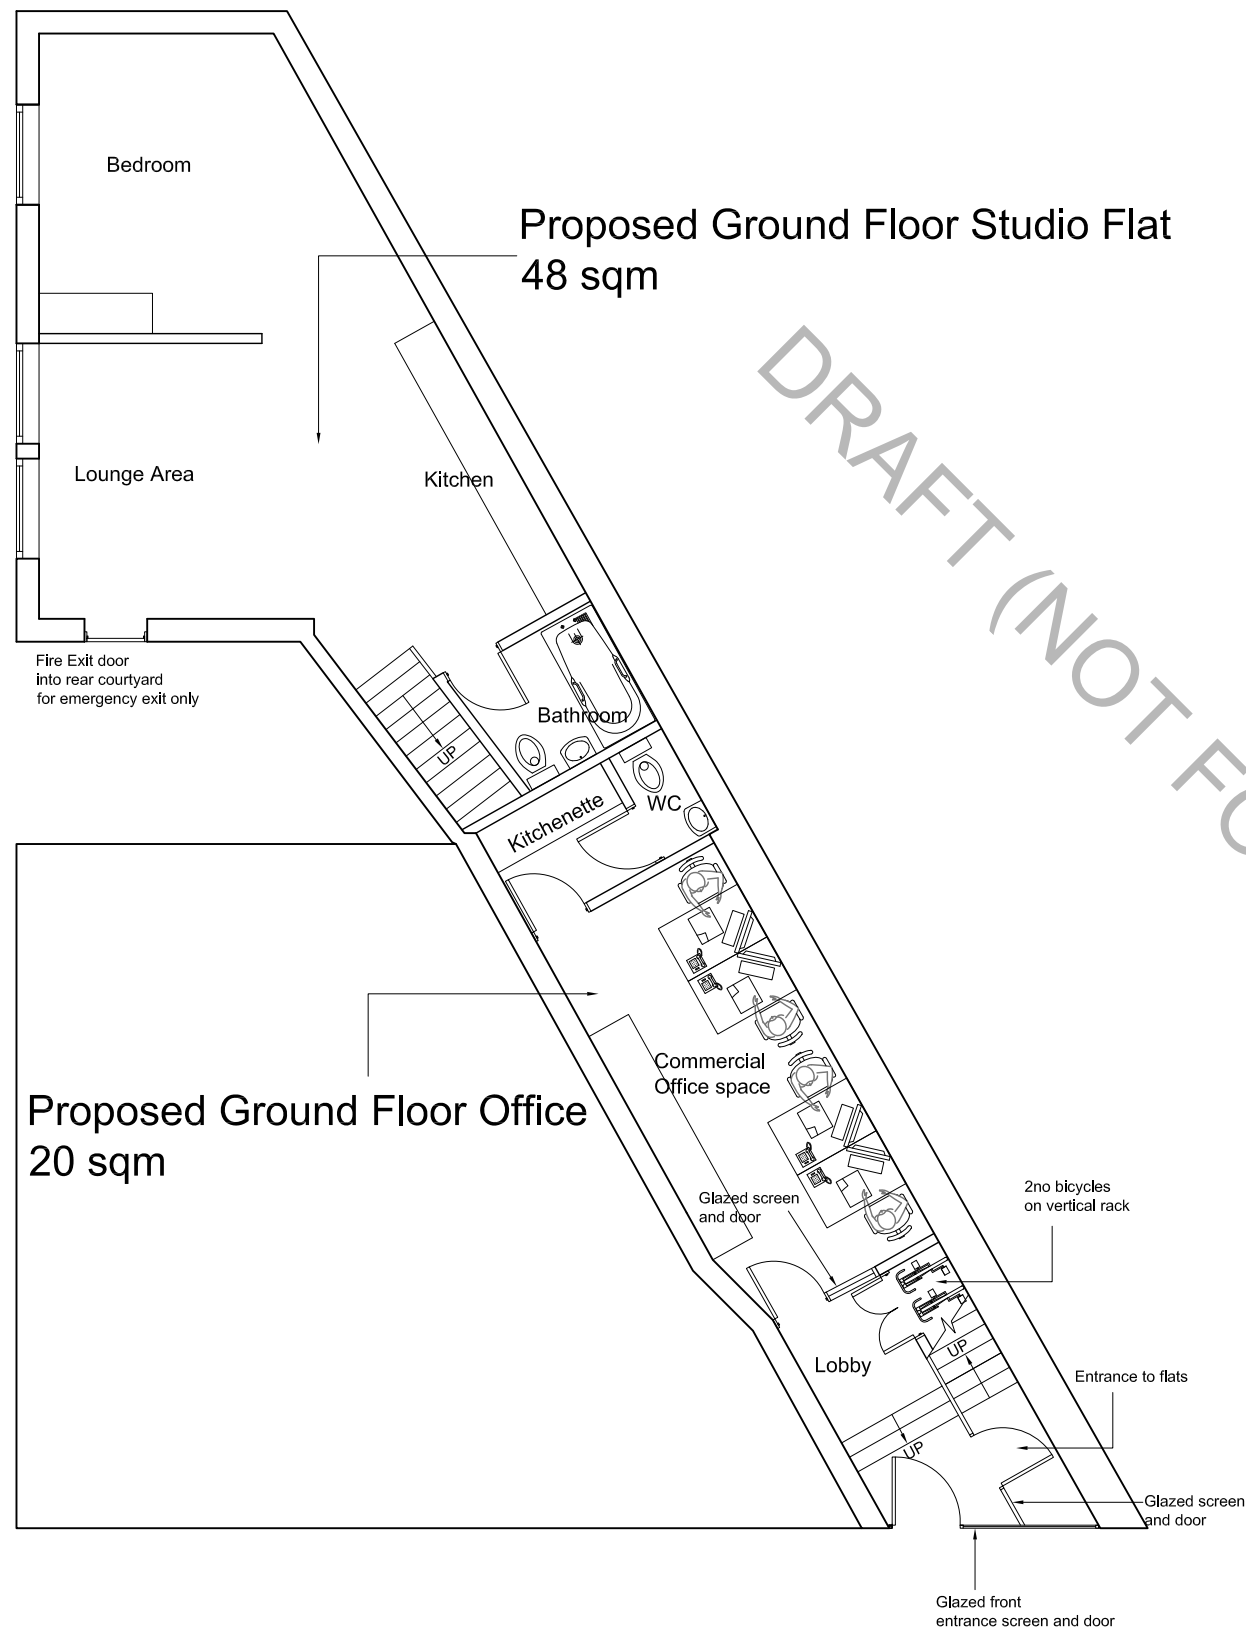 Bedroom
Proposed Ground Floor Studio Flat
48 sqm
DRAFT (NOT FO
Lounge Area
Kitchen
Fire Exit door
into rear courtyard
for emergency exit only
Bathroom
UP
Kitchenette
WC
Commercial
Office space
Proposed Ground Floor Office
20 sqm
Glazed screen
and door
2no bicycles
on vertical rack
UP
Lobby
Entrance to flats
UP
Glazed screen
and door
Glazed front
entrance screen and door